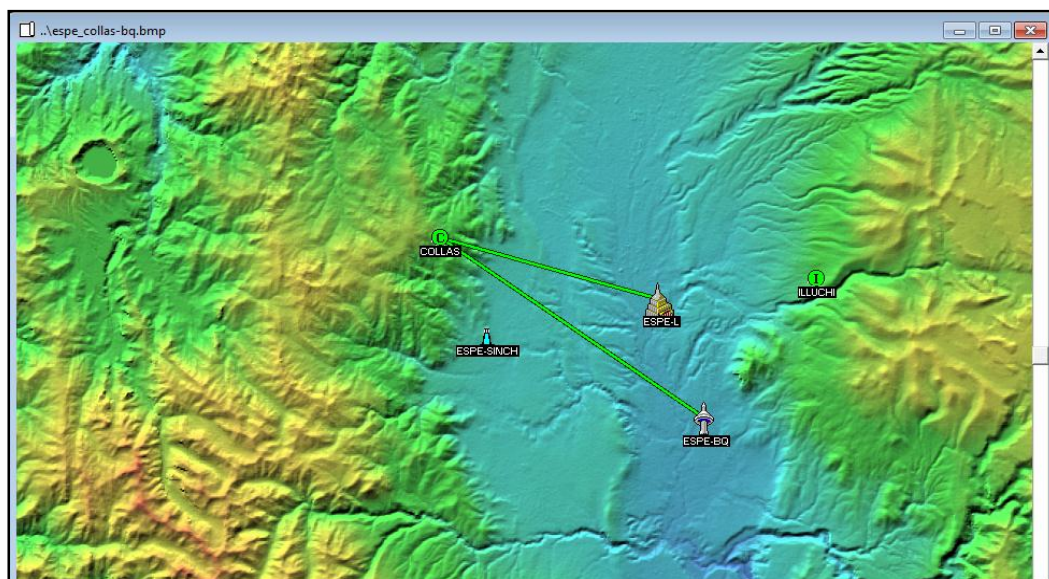 ..\espe_collas-bq.bmp
C
COLLAS
I
ILLUCHI
ESPE-L
ESPE-SINCH
ESPE-BQ